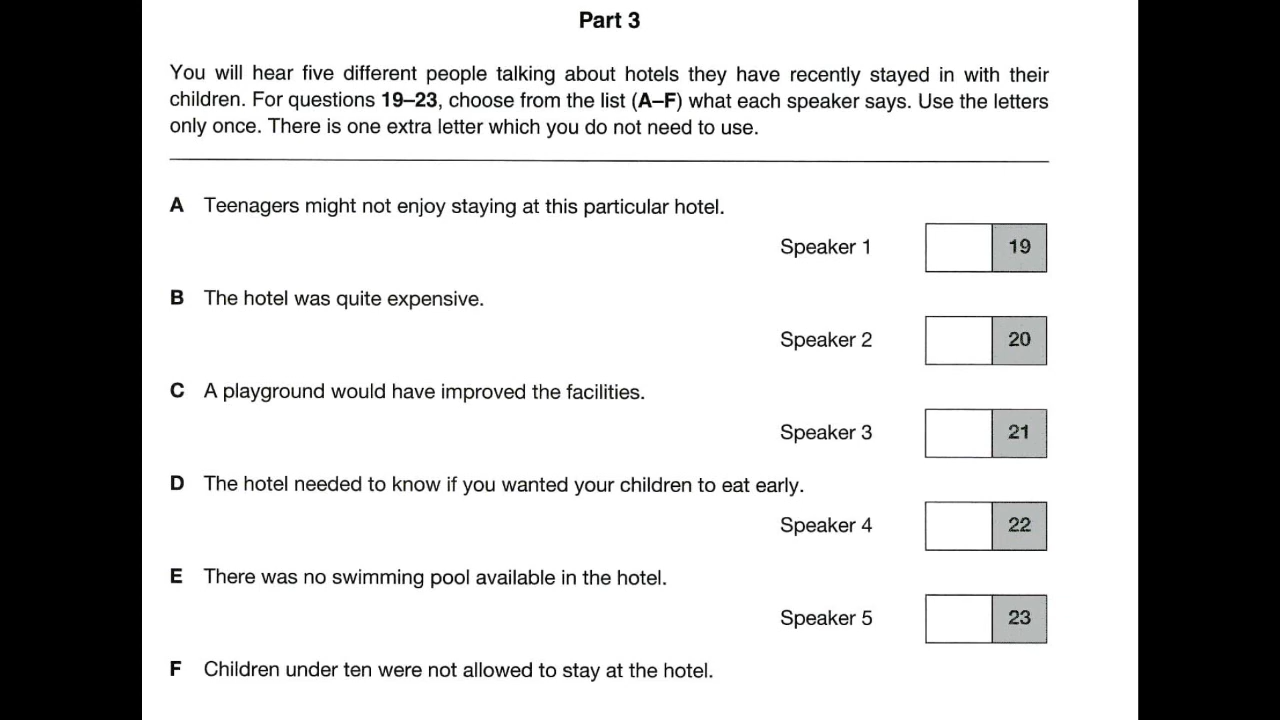 Part 3
You will hear five different people talking about hotels they have recently stayed in with their
children. For questions 19–23, choose from the list (A–F) what each speaker says. Use the letters
only once. There is one extra letter which you do not need to use.
A Teenagers might not enjoy staying at this particular hotel.
Speaker 1 19
B The hotel was quite expensive.
Speaker 2 20
C A playground would have improved the facilities.
Speaker 3 21
D The hotel needed to know if you wanted your children to eat early.
Speaker 4 22
E There was no swimming pool available in the hotel.
Speaker 5 23
F Children under ten were not allowed to stay at the hotel.